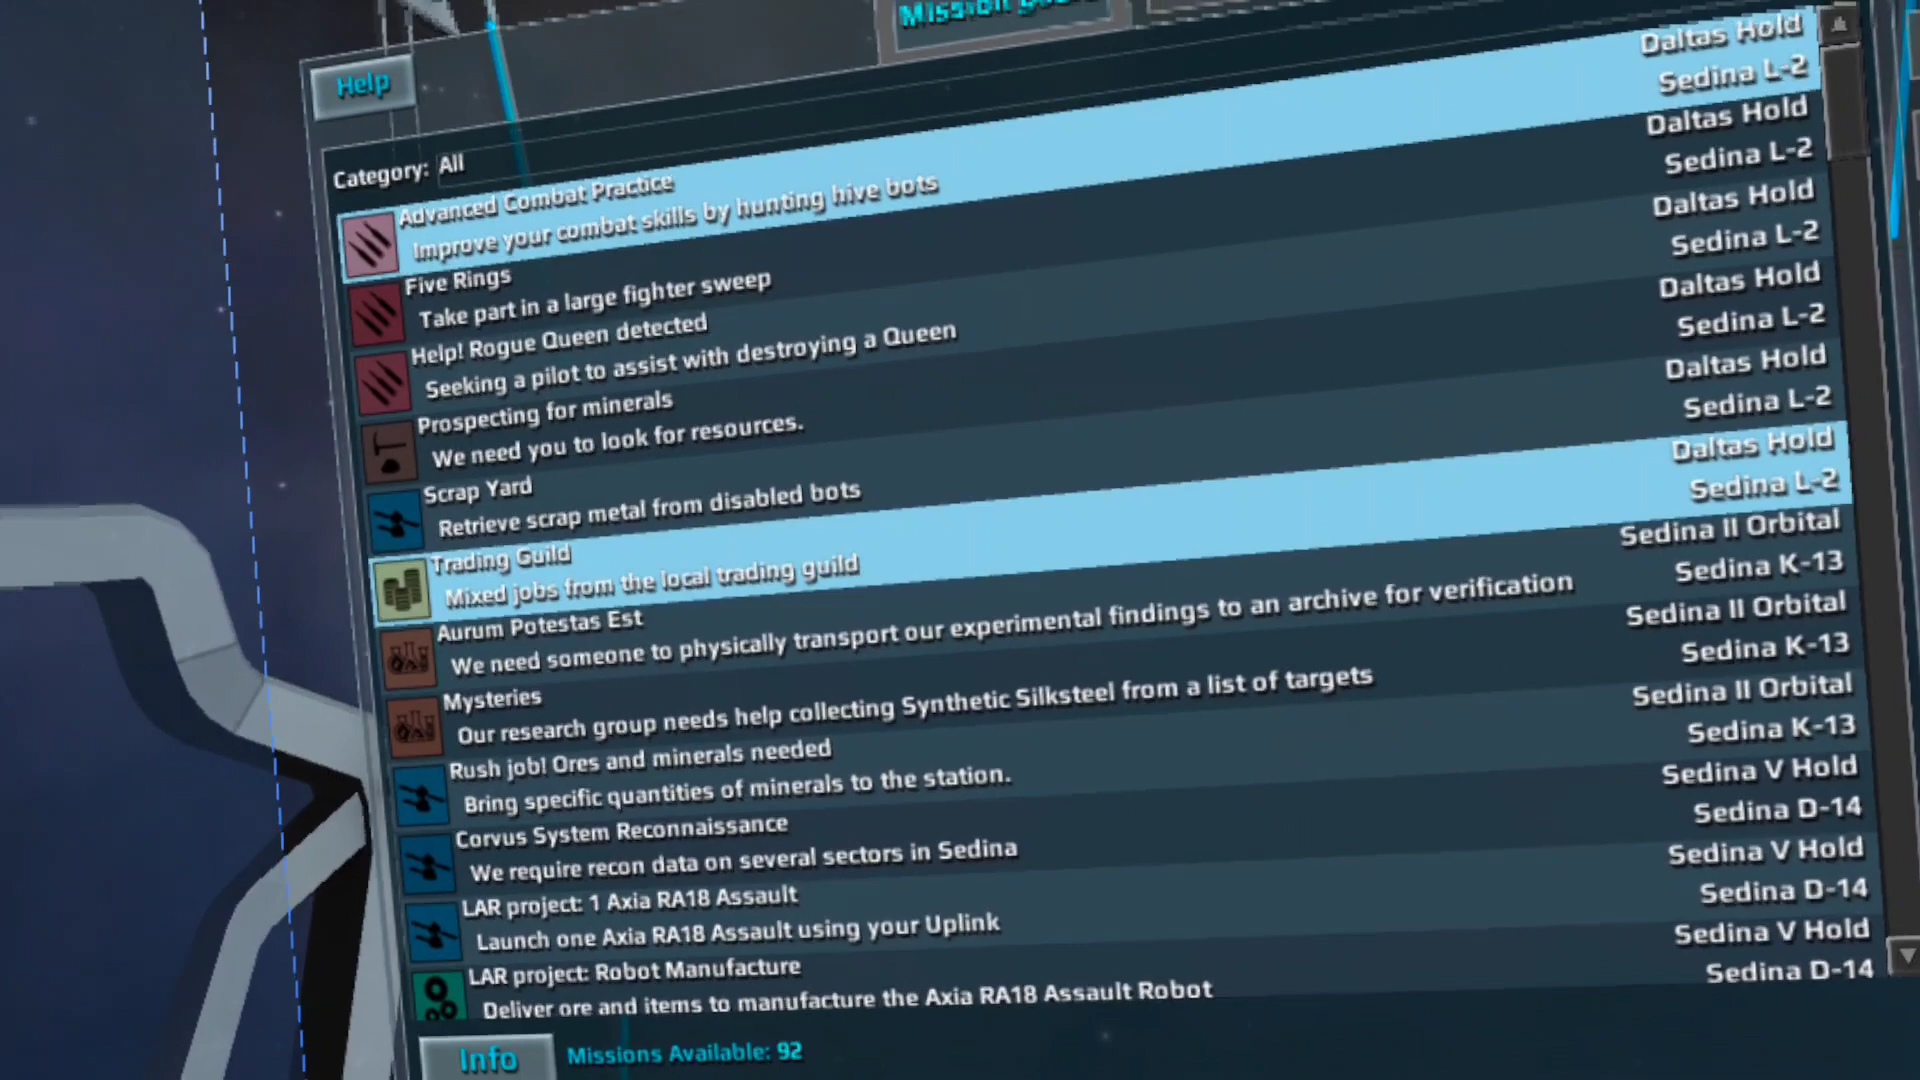 Mission
Help
Category: All
Advanced Combat Practice
Daltas Hold
Improve your combat skills by hunting hive bots
Sedina L-2
Five Rings
Daltas Hold
Take part in a large fighter sweep
Sedina L-2
Help! Rogue Queen detected
Daltas Hold
Seeking a pilot to assist with destroying a Queen
Sedina L-2
Prospecting for minerals
Daltas Hold
We need you to look for resources.
Sedina L-2
Scrap Yard
Daltas Hold
Retrieve scrap metal from disabled bots
Sedina L-2
Trading Guild
Daltas Hold
Mixed jobs from the local trading guild
Sedina L-2
Aurum Potestas Est
Sedina II Orbital
We need someone to physically transport our experimental findings to an archive for verification
Sedina K-13
Mysteries
Sedina II Orbital
Our research group needs help collecting Synthetic Silksteel from a list of targets
Sedina K-13
Rush job! Ores and minerals needed
Sedina II Orbital
Bring specific quantities of minerals to the station.
Sedina K-13
Corvus System Reconnaissance
Sedina V Hold
We require recon data on several sectors in Sedina
Sedina D-14
LAR project: 1 Axia RA18 Assault
Sedina V Hold
Launch one Axia RA18 Assault using your Uplink
Sedina D-14
LAR project: Robot Manufacture
Sedina V Hold
Deliver ore and items to manufacture the Axia RA18 Assault Robot
Sedina D-14
Info
Missions Available: 92